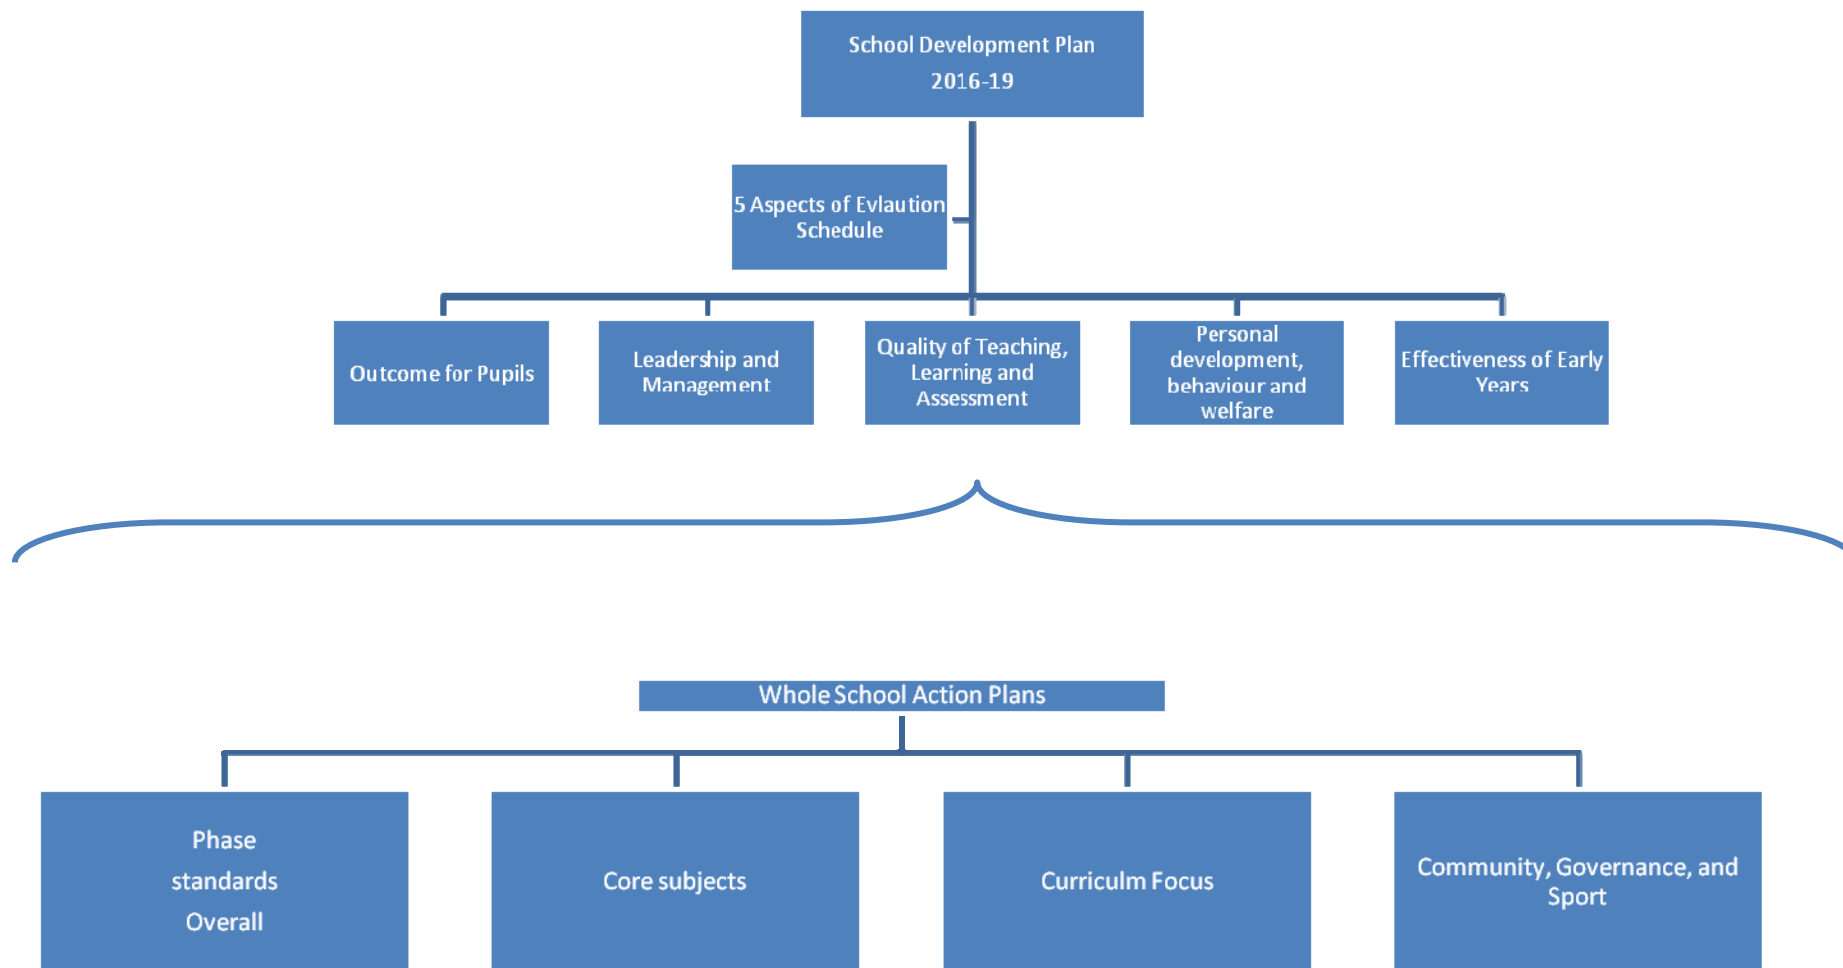 School Development Plan
2016-19
5 Aspects of Evlaution
Schedule
Outcome for Pupils
Leadership and
Management
Quality of Teaching,
Learning and
Assessment
Personal
development,
behaviour and
welfare
Effectiveness of Early
Years
Whole School Action Plans
Phase
standards
Overall
Core subjects
Curriculm Focus
Community, Governance, and
Sport